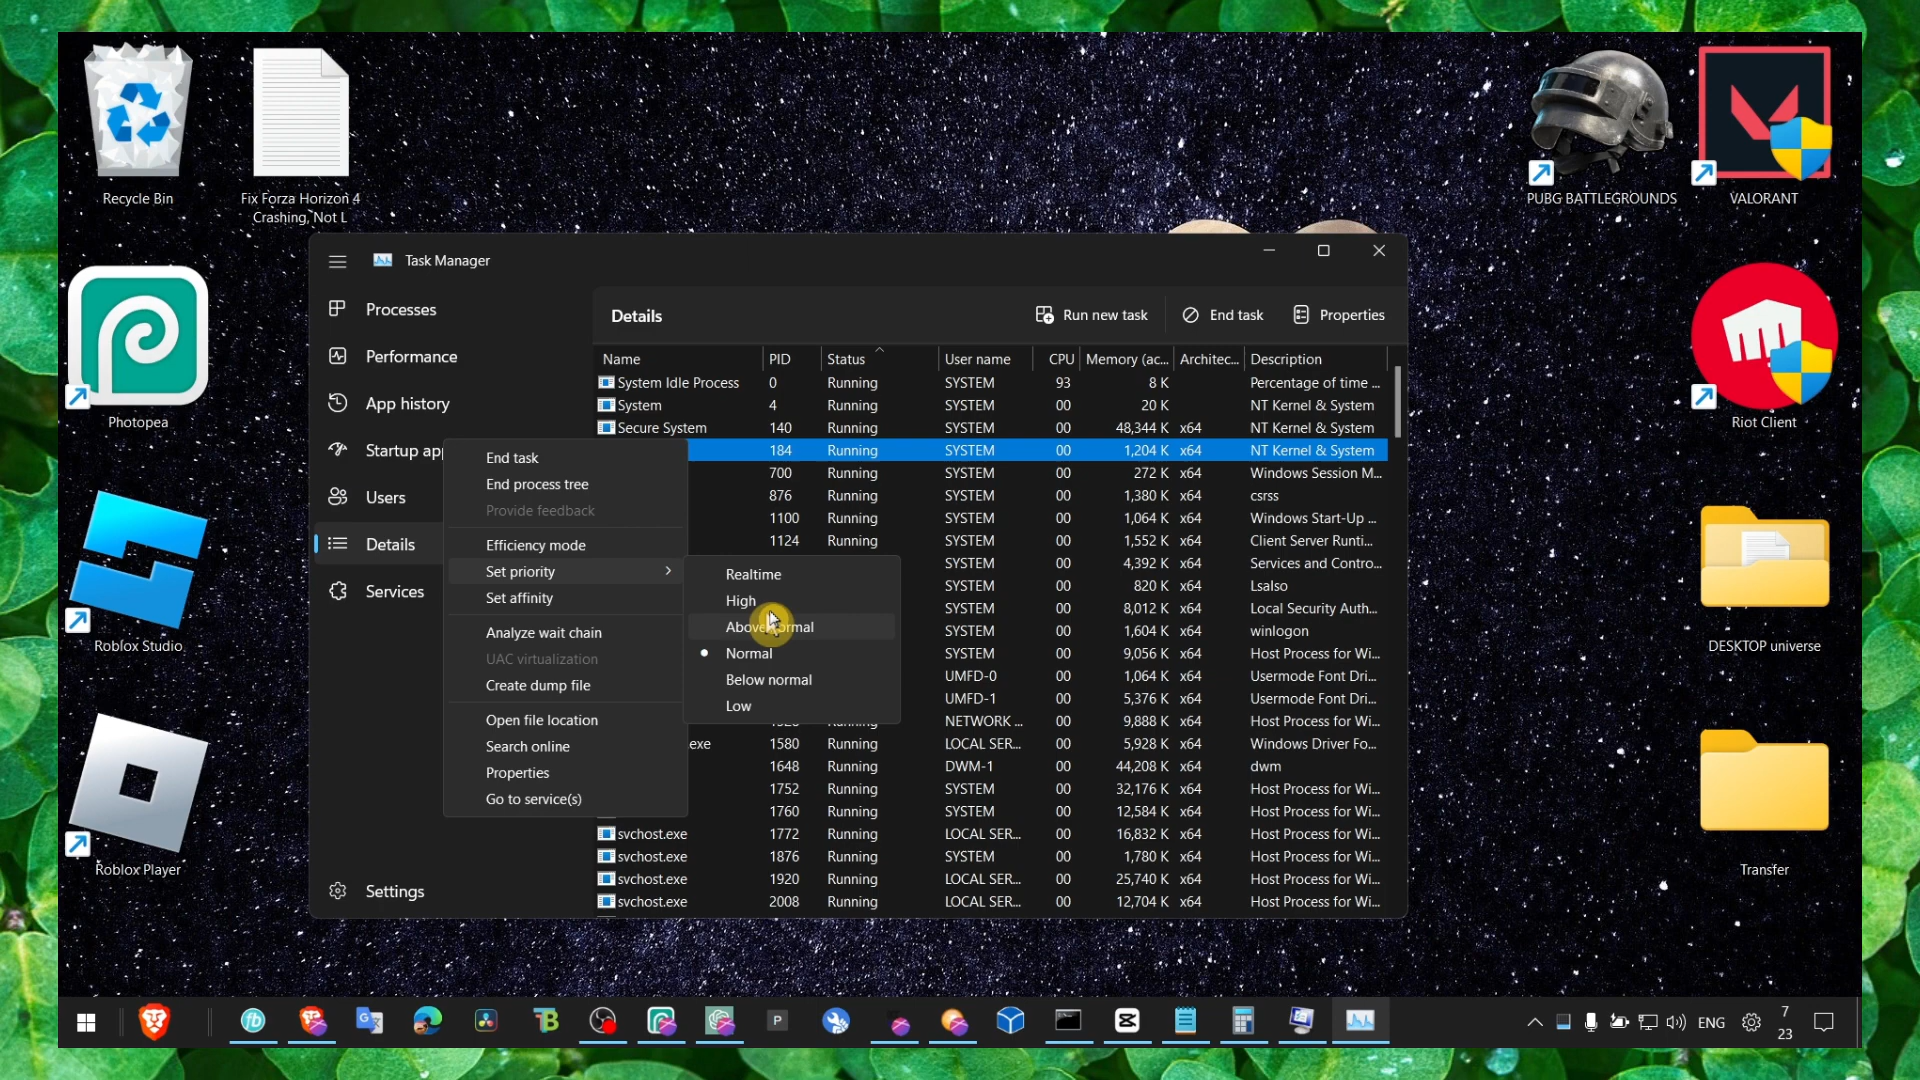 Recycle Bin
Fix Forza Horizon 4
Crashing, Not L
PUBG BATTLEGROUNDS
VALORANT
Photopea
Riot Client
Roblox Studio
DESKTOP universe
Roblox Player
Transfer
Task Manager
Processes
Performance
App history
Startup app
Users
Details
Services
Settings
Details
Run new task
End task
Properties
Name PID Status User name CPU Memory (ac... Architec... Description
System Idle Process 0 Running SYSTEM 93 8 K Percentage of time ...
System 4 Running SYSTEM 00 20 K NT Kernel & System
Secure System 140 Running SYSTEM 00 48,344 K x64 NT Kernel & System
184 Running SYSTEM 00 1,204 K x64 NT Kernel & System
700 Running SYSTEM 00 272 K x64 Windows Session M...
876 Running SYSTEM 00 1,380 K x64 csrss
1100 Running SYSTEM 00 1,064 K x64 Windows Start-Up ...
1124 Running SYSTEM 00 1,552 K x64 Client Server Runti...
SYSTEM 00 4,392 K x64 Services and Contro...
SYSTEM 00 820 K x64 LsaIso
SYSTEM 00 8,012 K x64 Local Security Auth...
SYSTEM 00 1,604 K x64 winlogon
SYSTEM 00 9,056 K x64 Host Process for Wi...
UMFD-0 00 1,064 K x64 Usermode Font Dri...
UMFD-1 00 5,376 K x64 Usermode Font Dri...
NETWORK ... 00 9,888 K x64 Host Process for Wi...
.exe 1580 Running LOCAL SER... 00 5,928 K x64 Windows Driver Fo...
1648 Running DWM-1 00 44,208 K x64 dwm
1752 Running SYSTEM 00 32,176 K x64 Host Process for Wi...
1760 Running SYSTEM 00 12,584 K x64 Host Process for Wi...
svchost.exe 1772 Running LOCAL SER... 00 16,832 K x64 Host Process for Wi...
svchost.exe 1876 Running SYSTEM 00 1,780 K x64 Host Process for Wi...
svchost.exe 1920 Running LOCAL SER... 00 25,740 K x64 Host Process for Wi...
svchost.exe 2008 Running LOCAL SER... 00 12,704 K x64 Host Process for Wi...
End task
End process tree
Provide feedback
Efficiency mode
Set priority
Set affinity
Analyze wait chain
UAC virtualization
Create dump file
Open file location
Search online
Properties
Go to service(s)
Realtime
High
Above normal
Normal
Below normal
Low
ENG
7
23